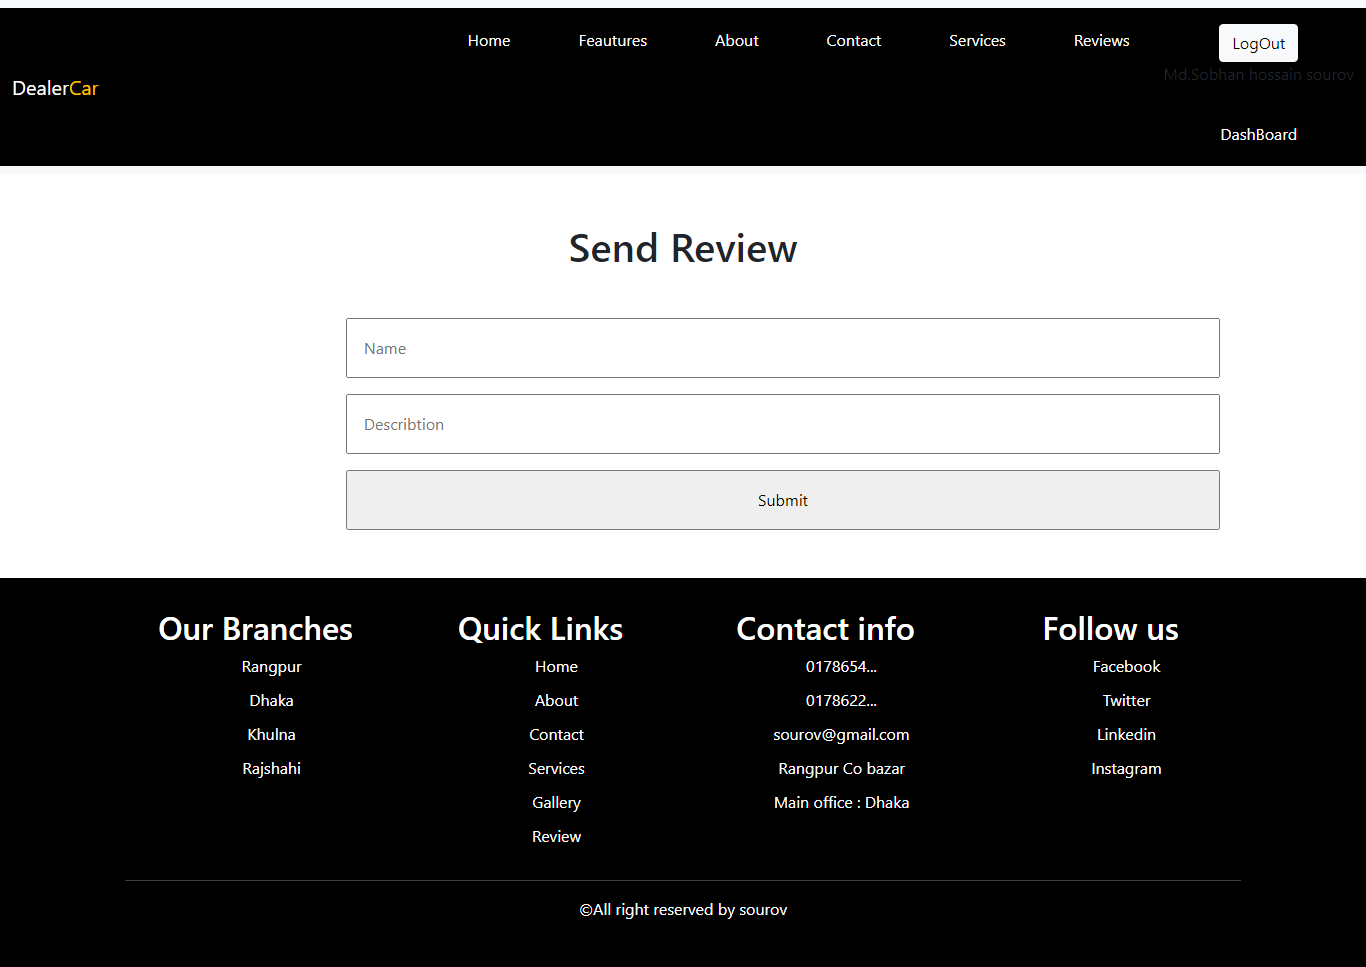 Home Feautures About Contact Services Reviews LogOut
Md.Sobhan hossain sourov
DealerCar
DashBoard
Send Review
Name
Describtion
Submit
Our Branches
Rangpur
Dhaka
Khulna
Rajshahi
Quick Links
Home
About
Contact
Services
Gallery
Review
Contact info
0178654...
0178622...
sourov@gmail.com
Rangpur Co bazar
Main office : Dhaka
Follow us
Facebook
Twitter
Linkedin
Instagram
©All right reserved by sourov